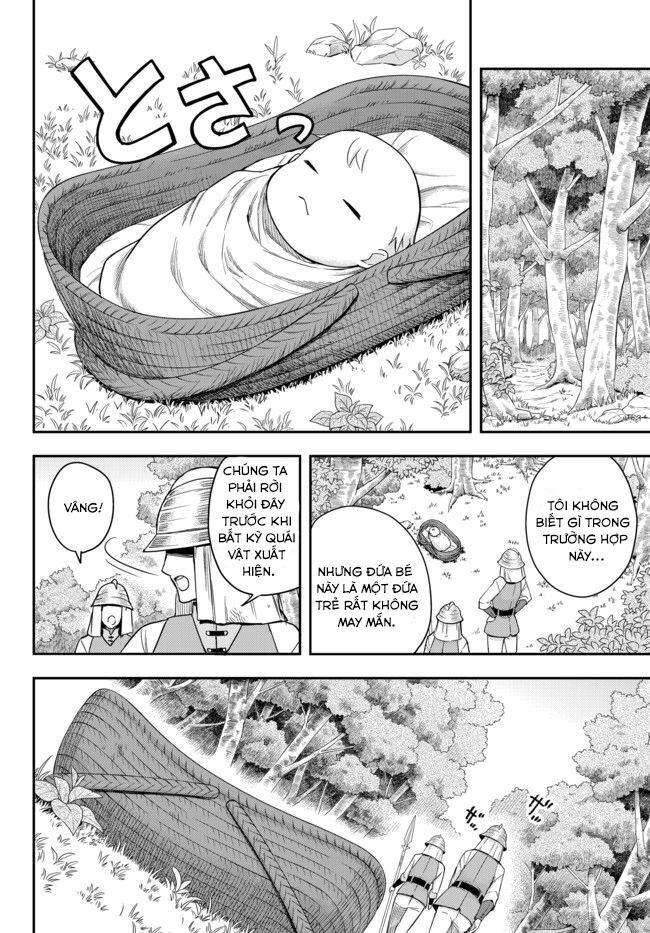 とさっ
TÔI KHÔNG
BIẾT GÌ TRONG
TRƯỜNG HỢP
NÀY...
NHƯNG ĐỨA BÉ
NÀY LÀ MỘT ĐỨA
TRẺ RẤT KHÔNG
MAY MẮN.
CHÚNG TA
PHẢI RỜI
KHỎI ĐÂY
TRƯỚC KHI
BẤT KỲ QUÁI
VẬT XUẤT
HIỆN.
VÂNG!
ザッ
ザッ